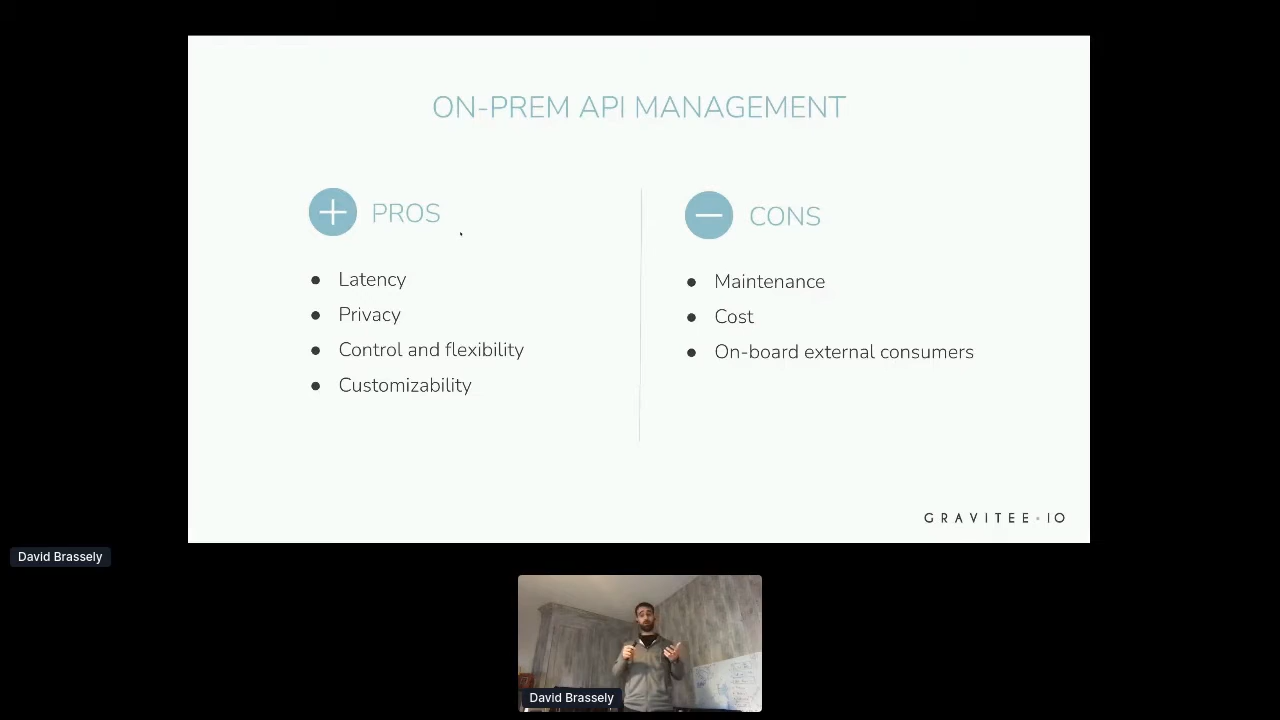 ON-PREM API MANAGEMENT
PROS
Latency
Privacy
Control and flexibility
Customizability
CONS
Maintenance
Cost
On-board external consumers
GRAVITEE·IO
David Brassely
David Brassely